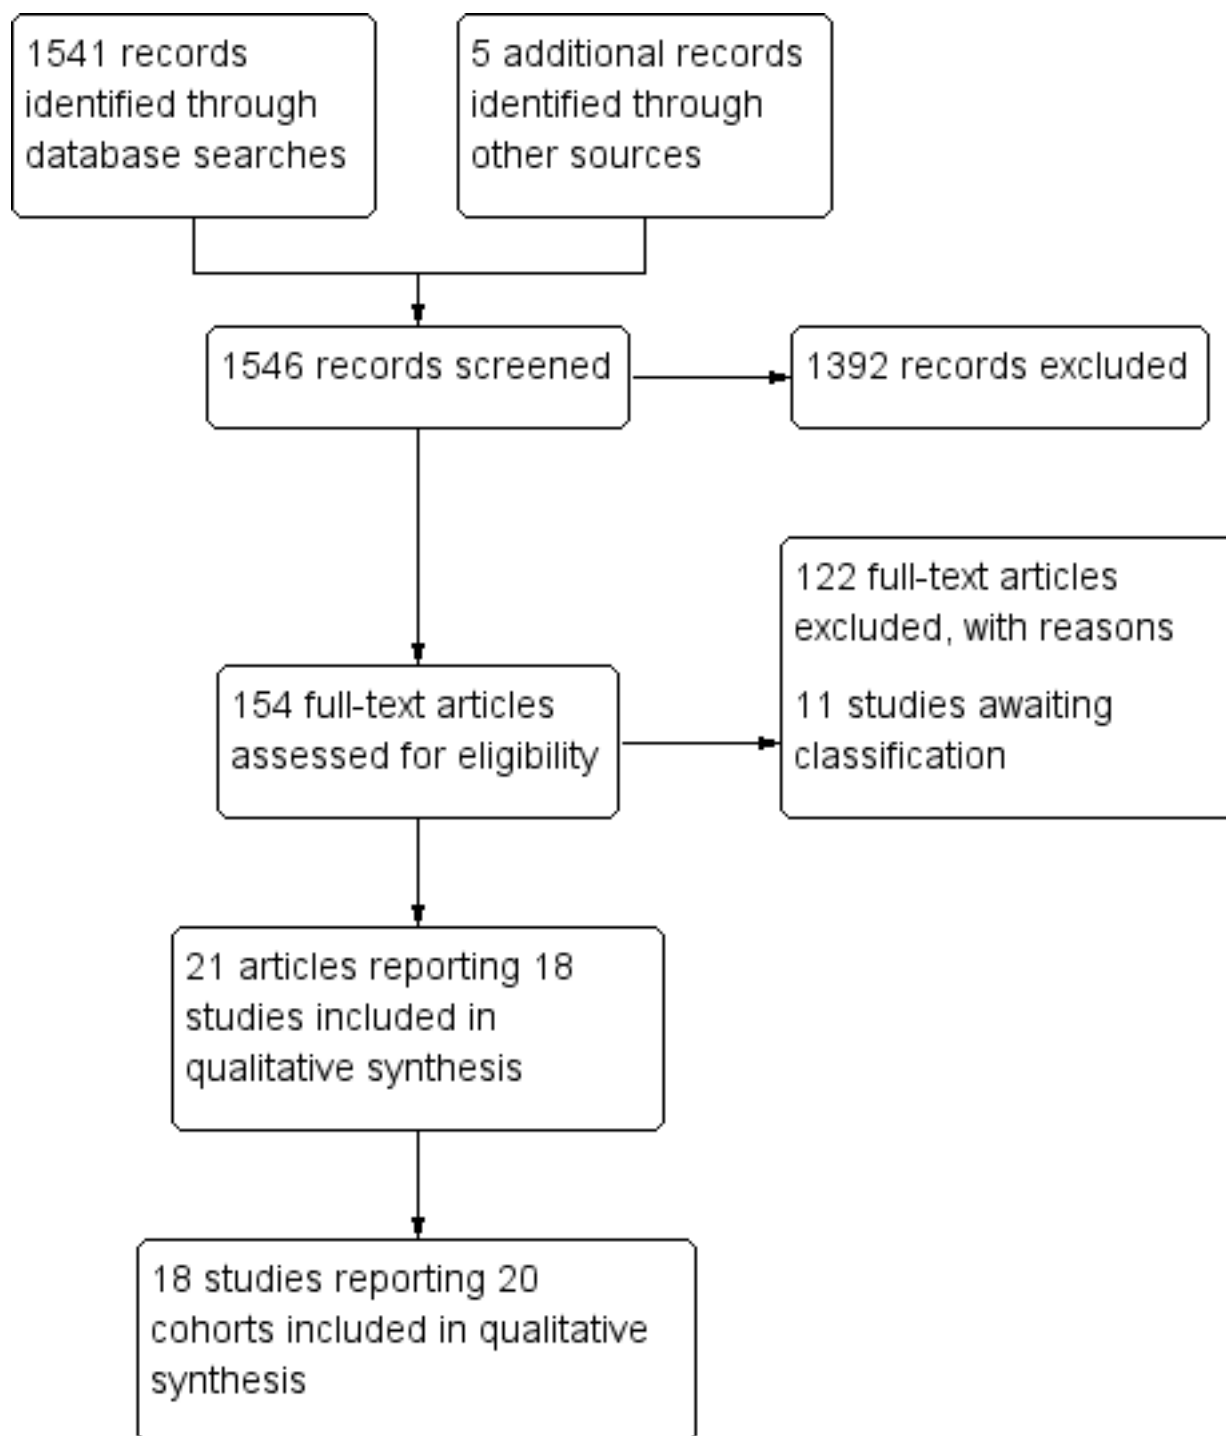 1541 records
identified through
database searches
5 additional records
identified through
other sources
1546 records screened
1392 records excluded
154 full-text articles
assessed for eligibility
122 full-text articles
excluded, with reasons
11 studies awaiting
classification
21 articles reporting 18
studies included in
qualitative synthesis
18 studies reporting 20
cohorts included in qualitative
synthesis